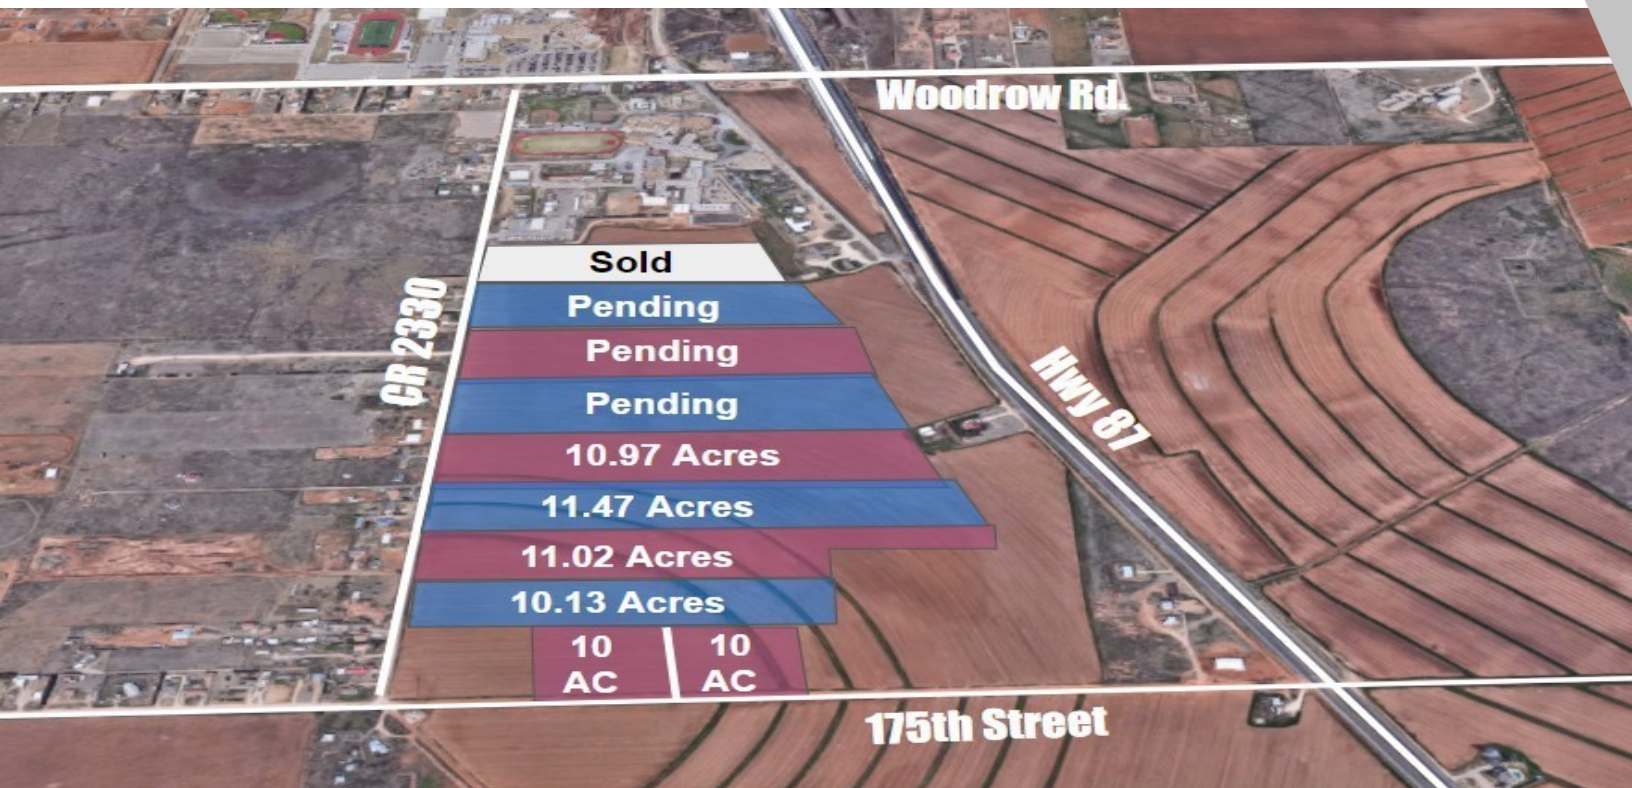 Woodrow Rd.
Sold
Pending
CR 2330
Pending
Hwy 87
Pending
10.97 Acres
11.47 Acres
11.02 Acres
10.13 Acres
10
AC
10
AC
175th Street